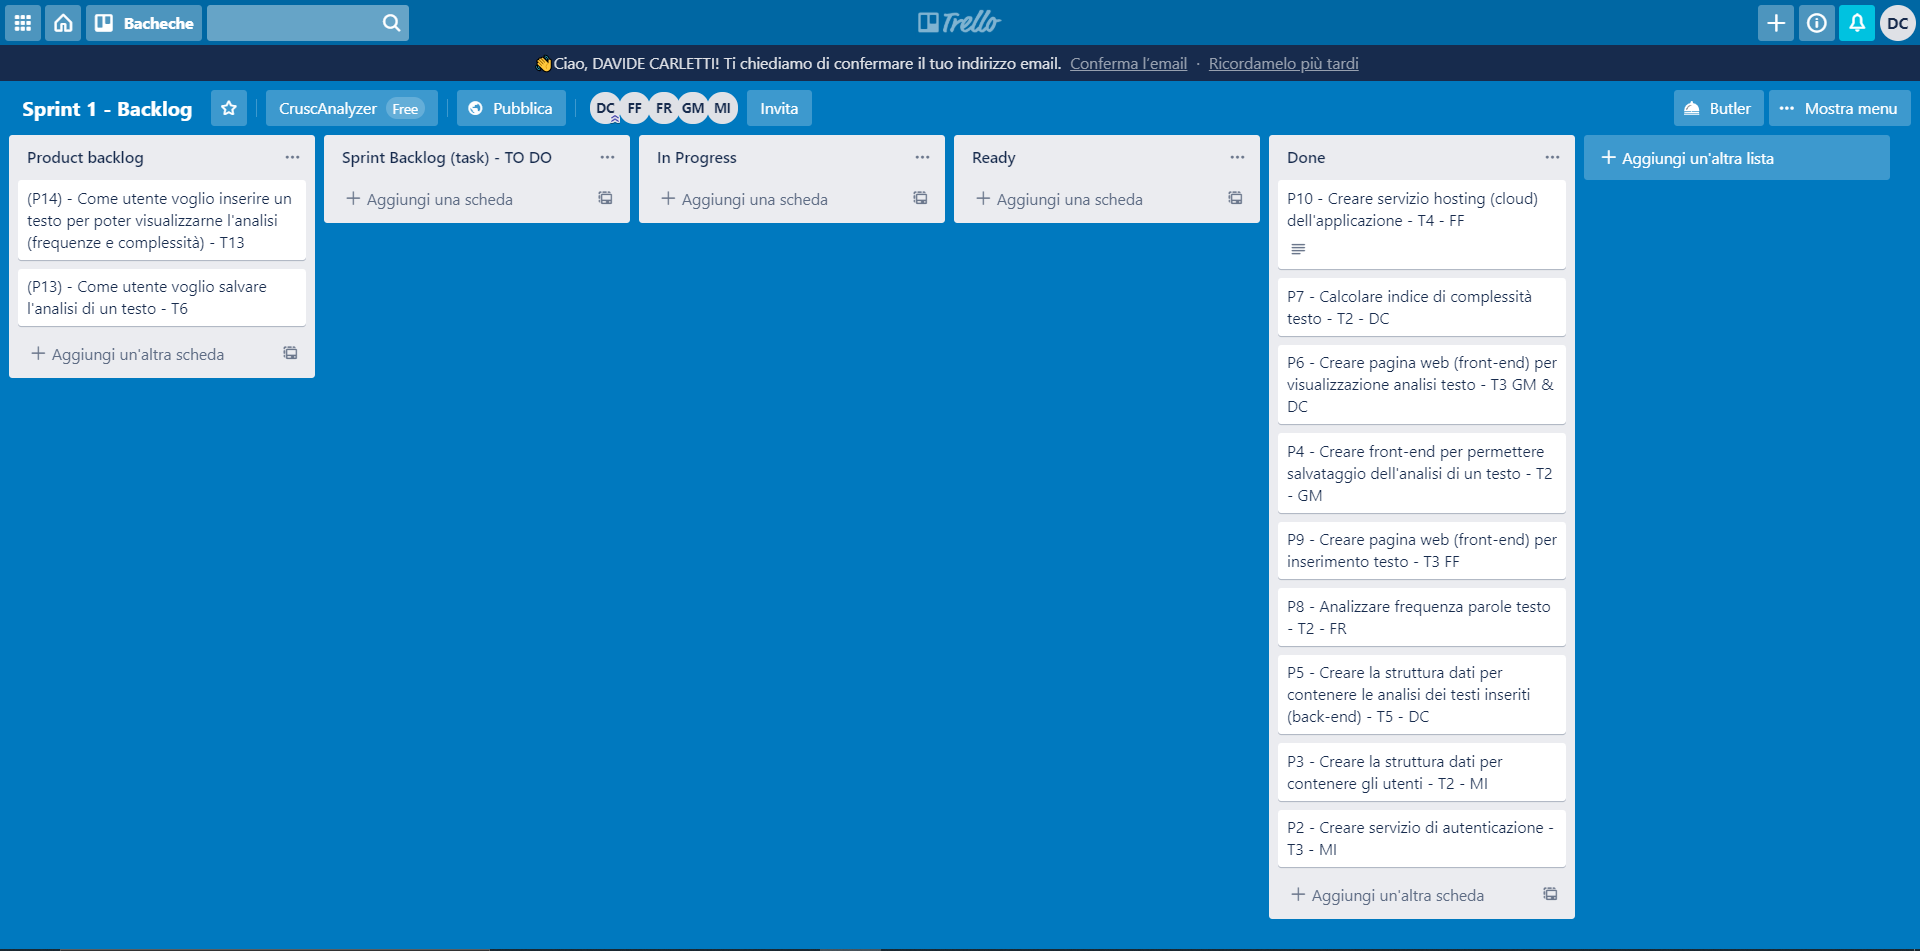 Bacheche
Trello
DC
👋Ciao, DAVIDE CARLETTI! Ti chiediamo di confermare il tuo indirizzo email. Conferma l'email · Ricordamelo più tardi
Sprint 1 - Backlog
CruscAnalyzer Free
Pubblica
DC FF FR GM MI
Invita
Butler
Mostra menu
Product backlog
(P14) - Come utente voglio inserire un
testo per poter visualizzarne l'analisi
(frequenze e complessità) - T13
(P13) - Come utente voglio salvare
l'analisi di un testo - T6
+ Aggiungi un'altra scheda
Sprint Backlog (task) - TO DO
+ Aggiungi una scheda
In Progress
+ Aggiungi una scheda
Ready
+ Aggiungi una scheda
Done
P10 - Creare servizio hosting (cloud)
dell'applicazione - T4 - FF
P7 - Calcolare indice di complessità
testo - T2 - DC
P6 - Creare pagina web (front-end) per
visualizzazione analisi testo - T3 GM &
DC
P4 - Creare front-end per permettere
salvataggio dell'analisi di un testo - T2
- GM
P9 - Creare pagina web (front-end) per
inserimento testo - T3 FF
P8 - Analizzare frequenza parole testo
- T2 - FR
P5 - Creare la struttura dati per
contenere le analisi dei testi inseriti
(back-end) - T5 - DC
P3 - Creare la struttura dati per
contenere gli utenti - T2 - MI
P2 - Creare servizio di autenticazione -
T3 - MI
+ Aggiungi un'altra scheda
+ Aggiungi un'altra lista